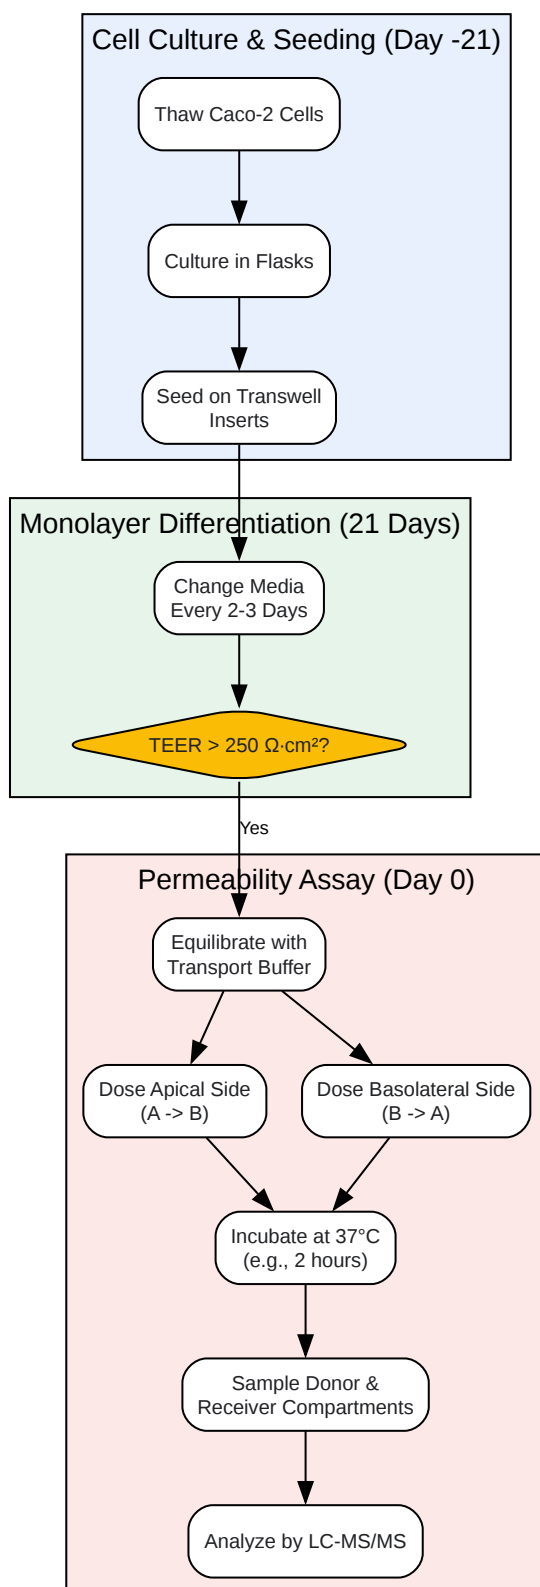 Cell Culture & Seeding (Day -21)
Thaw Caco-2 Cells
Culture in Flasks
Seed on Transwell
Inserts
Monolayer Differentiation (21 Days)
Change Media
Every 2-3 Days
TEER > 250 Ω·cm²?
Yes
Permeability Assay (Day 0)
Equilibrate with
Transport Buffer
Dose Apical Side
(A -> B)
Dose Basolateral Side
(B -> A)
Incubate at 37°C
(e.g., 2 hours)
Sample Donor &
Receiver Compartments
Analyze by LC-MS/MS